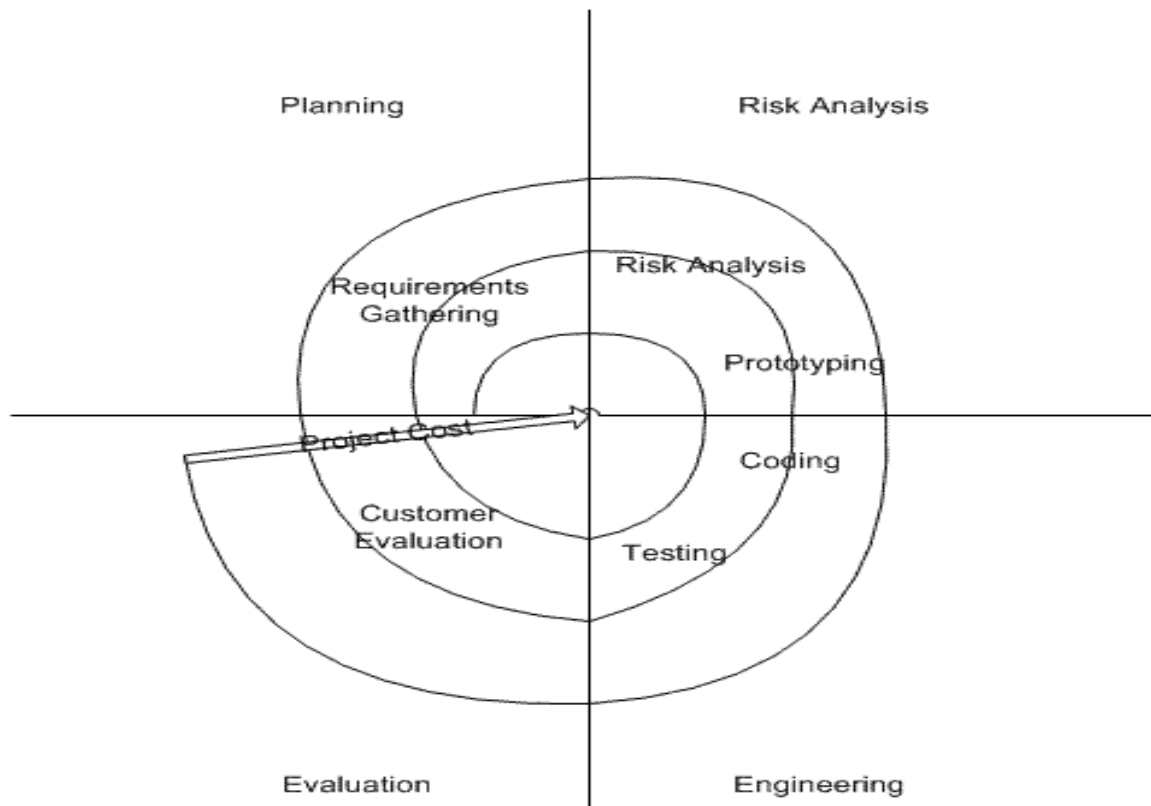 Planning
Risk Analysis
Requirements
Gathering
Risk Analysis
Prototyping
Project Cost
Coding
Customer
Evaluation
Testing
Evaluation
Engineering